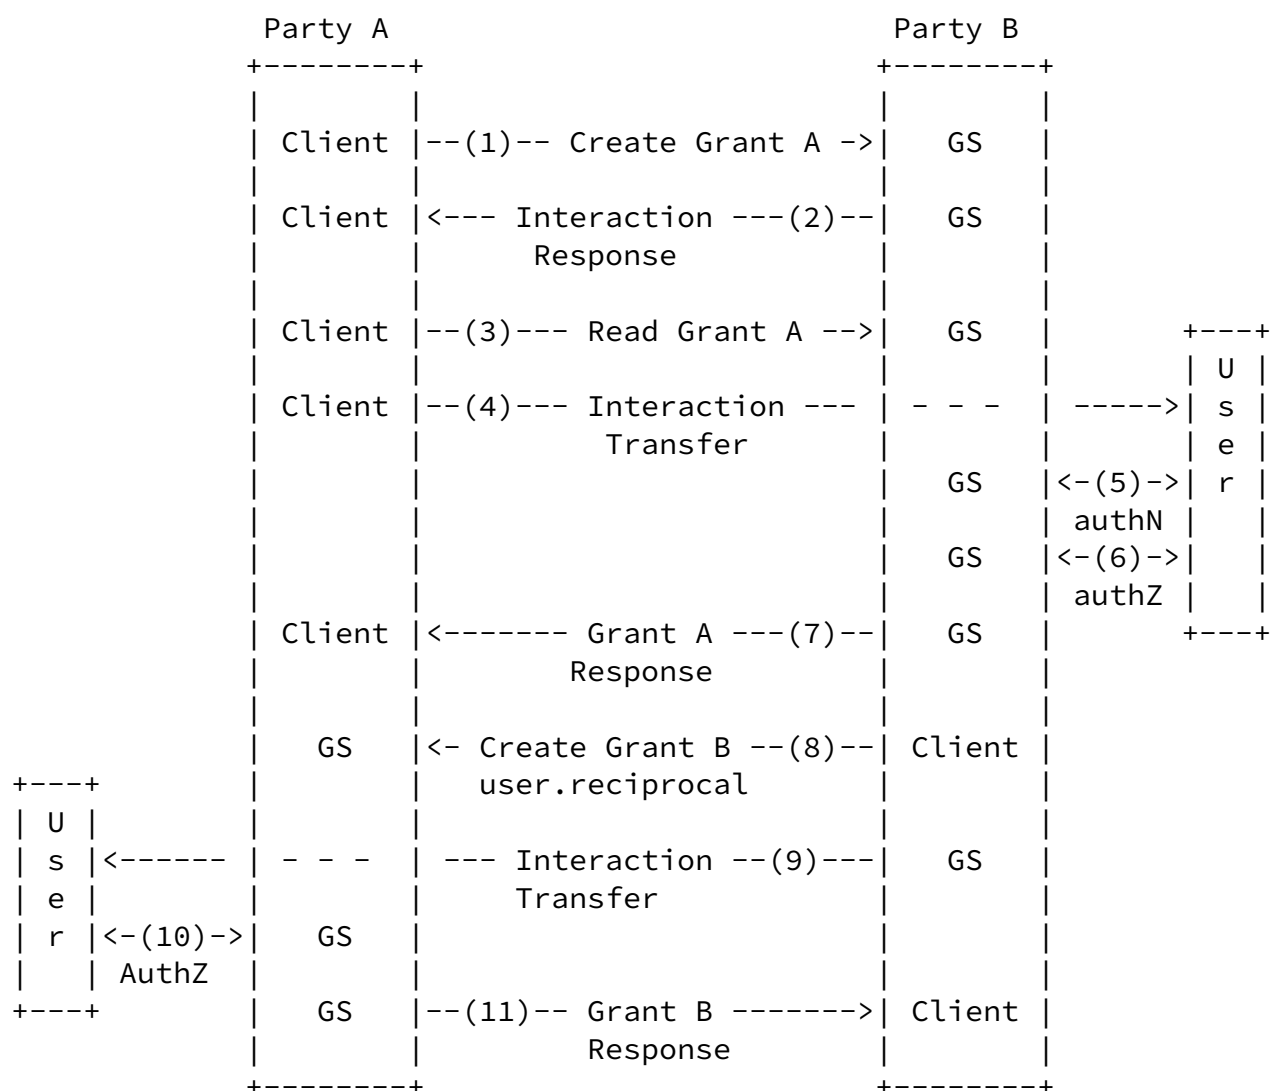 Party A Party B
+--------+ +--------+
| | | |
| Client |--(1)-- Create Grant A ->| GS |
| | | |
| Client |<--- Interaction ---(2)--| GS |
| | Response | |
| | | |
| Client |--(3)--- Read Grant A -->| GS | +---+
| | | | | U |
| Client |--(4)--- Interaction --- | - - - | ----->| s |
| | Transfer | | | e |
| | | GS |<-(5)->| r |
| | | | authN | |
| | | GS |<-(6)->| |
| | | | authZ | |
| Client |<------- Grant A ---(7)--| GS | +---+
| | Response | |
| | | |
| GS |<- Create Grant B --(8)--| Client |
+---+ | | user.reciprocal | |
| U | | | | |
| s |<------ | - - - | --- Interaction --(9)---| GS |
| e | | | Transfer | |
| r |<-(10)->| GS | | |
| | AuthZ | | | |
+---+ | GS |--(11)-- Grant B ------->| Client |
| | Response | |
+--------+ +--------+